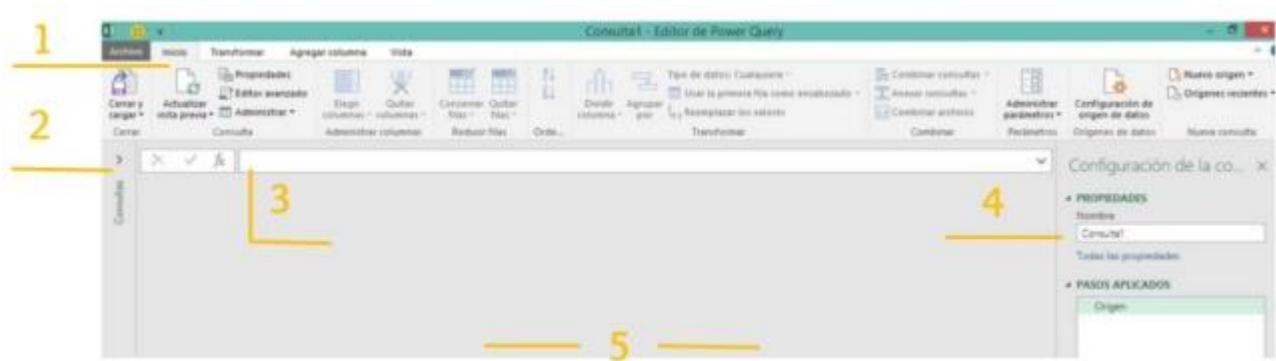 Consulta1 - Editor de Power Query
1
Archivo Inicio Transformar Agregar columna Vista
Cerrar y cargar
Actualizar vista previa
Propiedades
Editor avanzado
Administrar
Elegir columnas
Quitar columnas
Conservar filas
Quitar filas
Dividir columna
Agrupar por
Tipo de datos: Cualquiera
Usar la primera fila como encabezado
Reemplazar los valores
Combinar consultas
Anexar consultas
Combinar archivos
Administrar parámetros
Configuración de origen de datos
Nuevo origen
Orígenes recientes
Cerrar Consulta Administrar columnas Reducir filas Orde... Transformar Combinar Parámetros Orígenes de datos Nueva consulta
2
fx
Consultas
3
4
5
Configuración de la co...
PROPIEDADES
Nombre
Consulta1
Todas las propiedades
PASOS APLICADOS
Origen